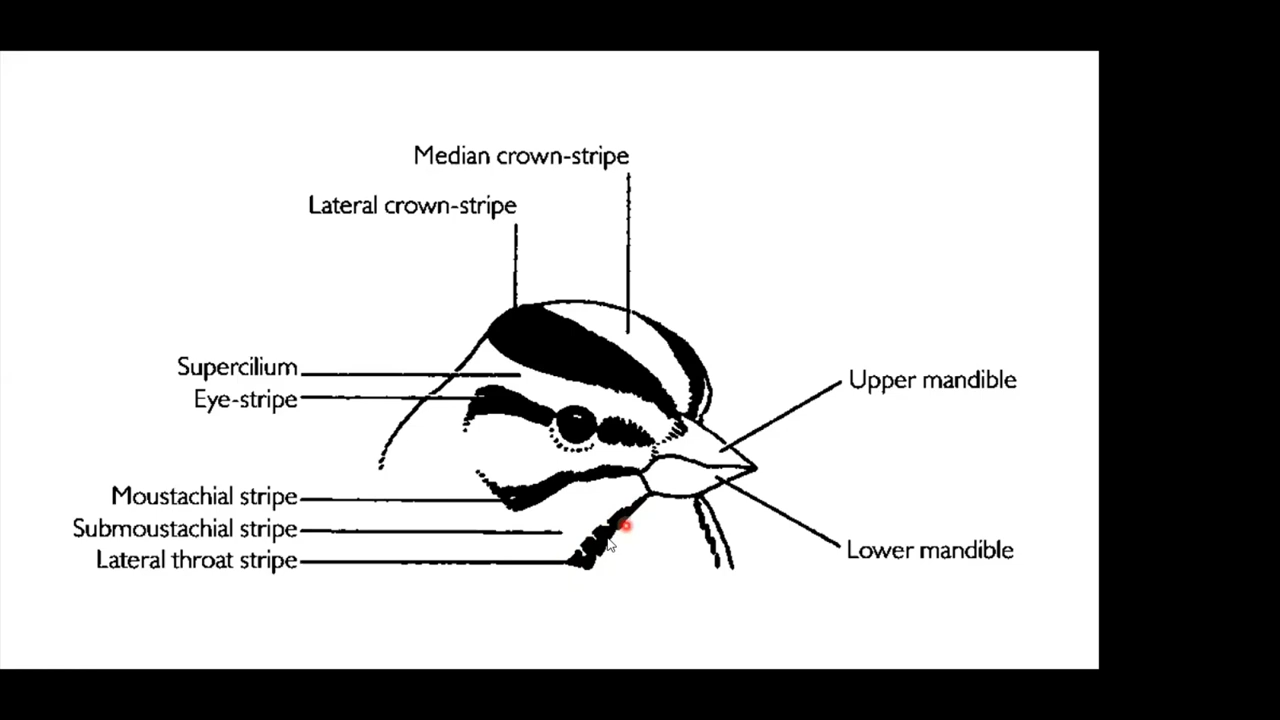 Median crown-stripe
Lateral crown-stripe
Supercilium
Eye-stripe
Upper mandible
Moustachial stripe
Submoustachial stripe
Lateral throat stripe
Lower mandible